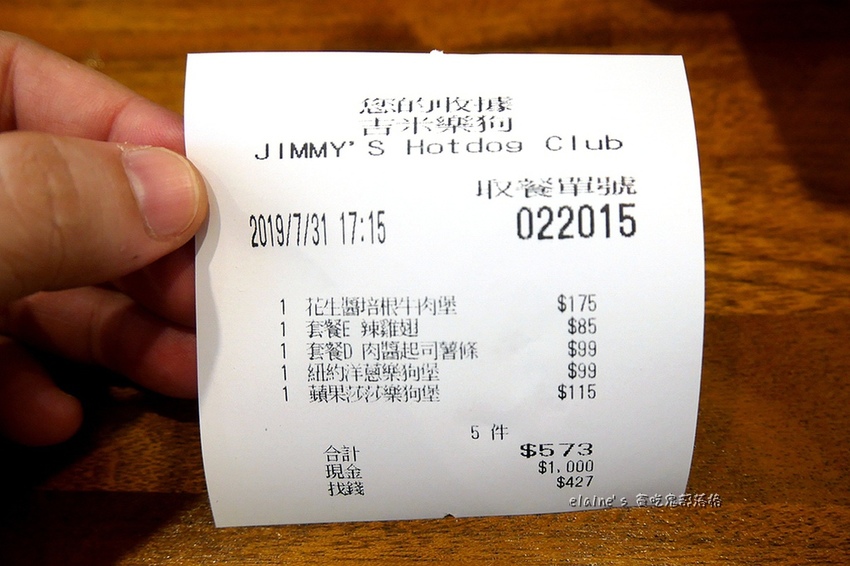 您的收據
吉米樂狗
JIMMY'S Hotdog Club
取餐單號
2019/7/31 17:15 022015
1 花生醬培根牛肉堡 $175
1 套餐E 辣雞翅 $85
1 套餐D 肉醬起司薯條 $99
1 紐約洋蔥樂狗堡 $99
1 蘋果莎莎樂狗堡 $115
5 件
合計 $573
現金 $1,000
找錢 $427
elaine's 貪吃鬼部落格